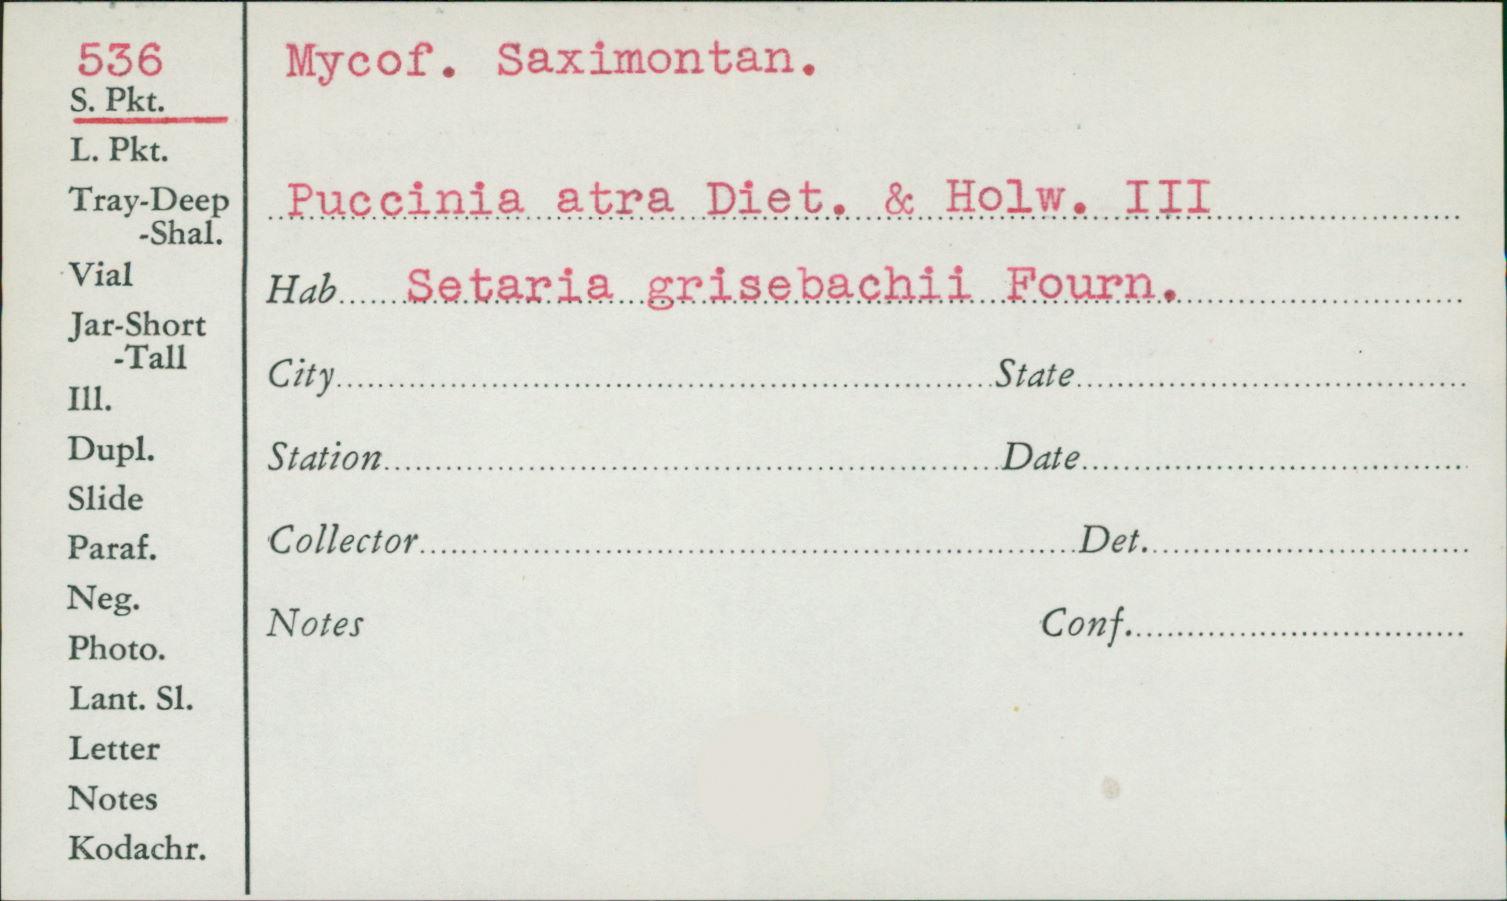 536
S. Pkt.
L. Pkt.
Tray-Deep
-Shal.
Vial
Jar-Short
-Tall
Ill.
Dupl.
Slide
Paraf.
Neg.
Photo.
Lant. Sl.
Letter
Notes
Kodachr.
Mycof. Saximontan.
Puccinia atra Diet. & Holw. III
Hab. Setaria grisebachii Fourn.
City State
Station Date
Collector Det.
Notes Conf.